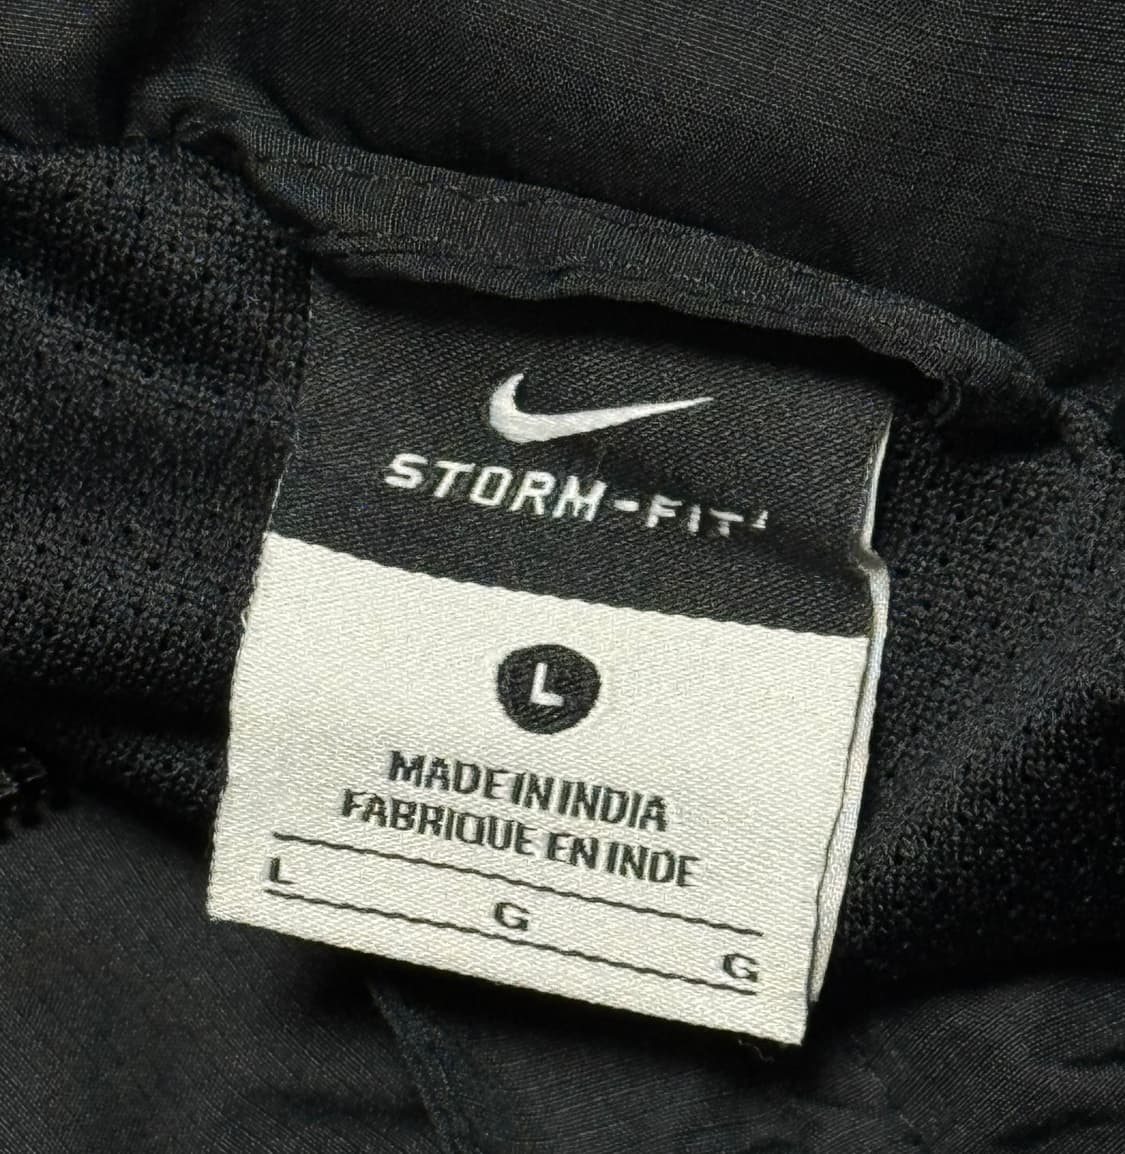 STORM-FIT
L
MADE IN INDIA
FABRIQUE EN INDE
L G G